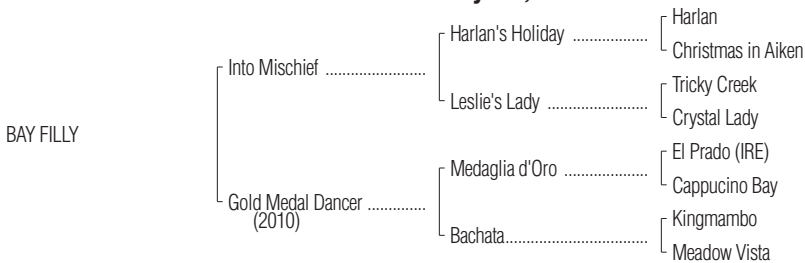 BAY FILLY
Into Mischief ........................
Gold Medal Dancer ..............
(2010)
Harlan's Holiday ..................
Leslie's Lady ........................
Medaglia d'Oro ....................
Bachata..................................
Harlan
Christmas in Aiken
Tricky Creek
Crystal Lady
El Prado (IRE)
Cappucino Bay
Kingmambo
Meadow Vista